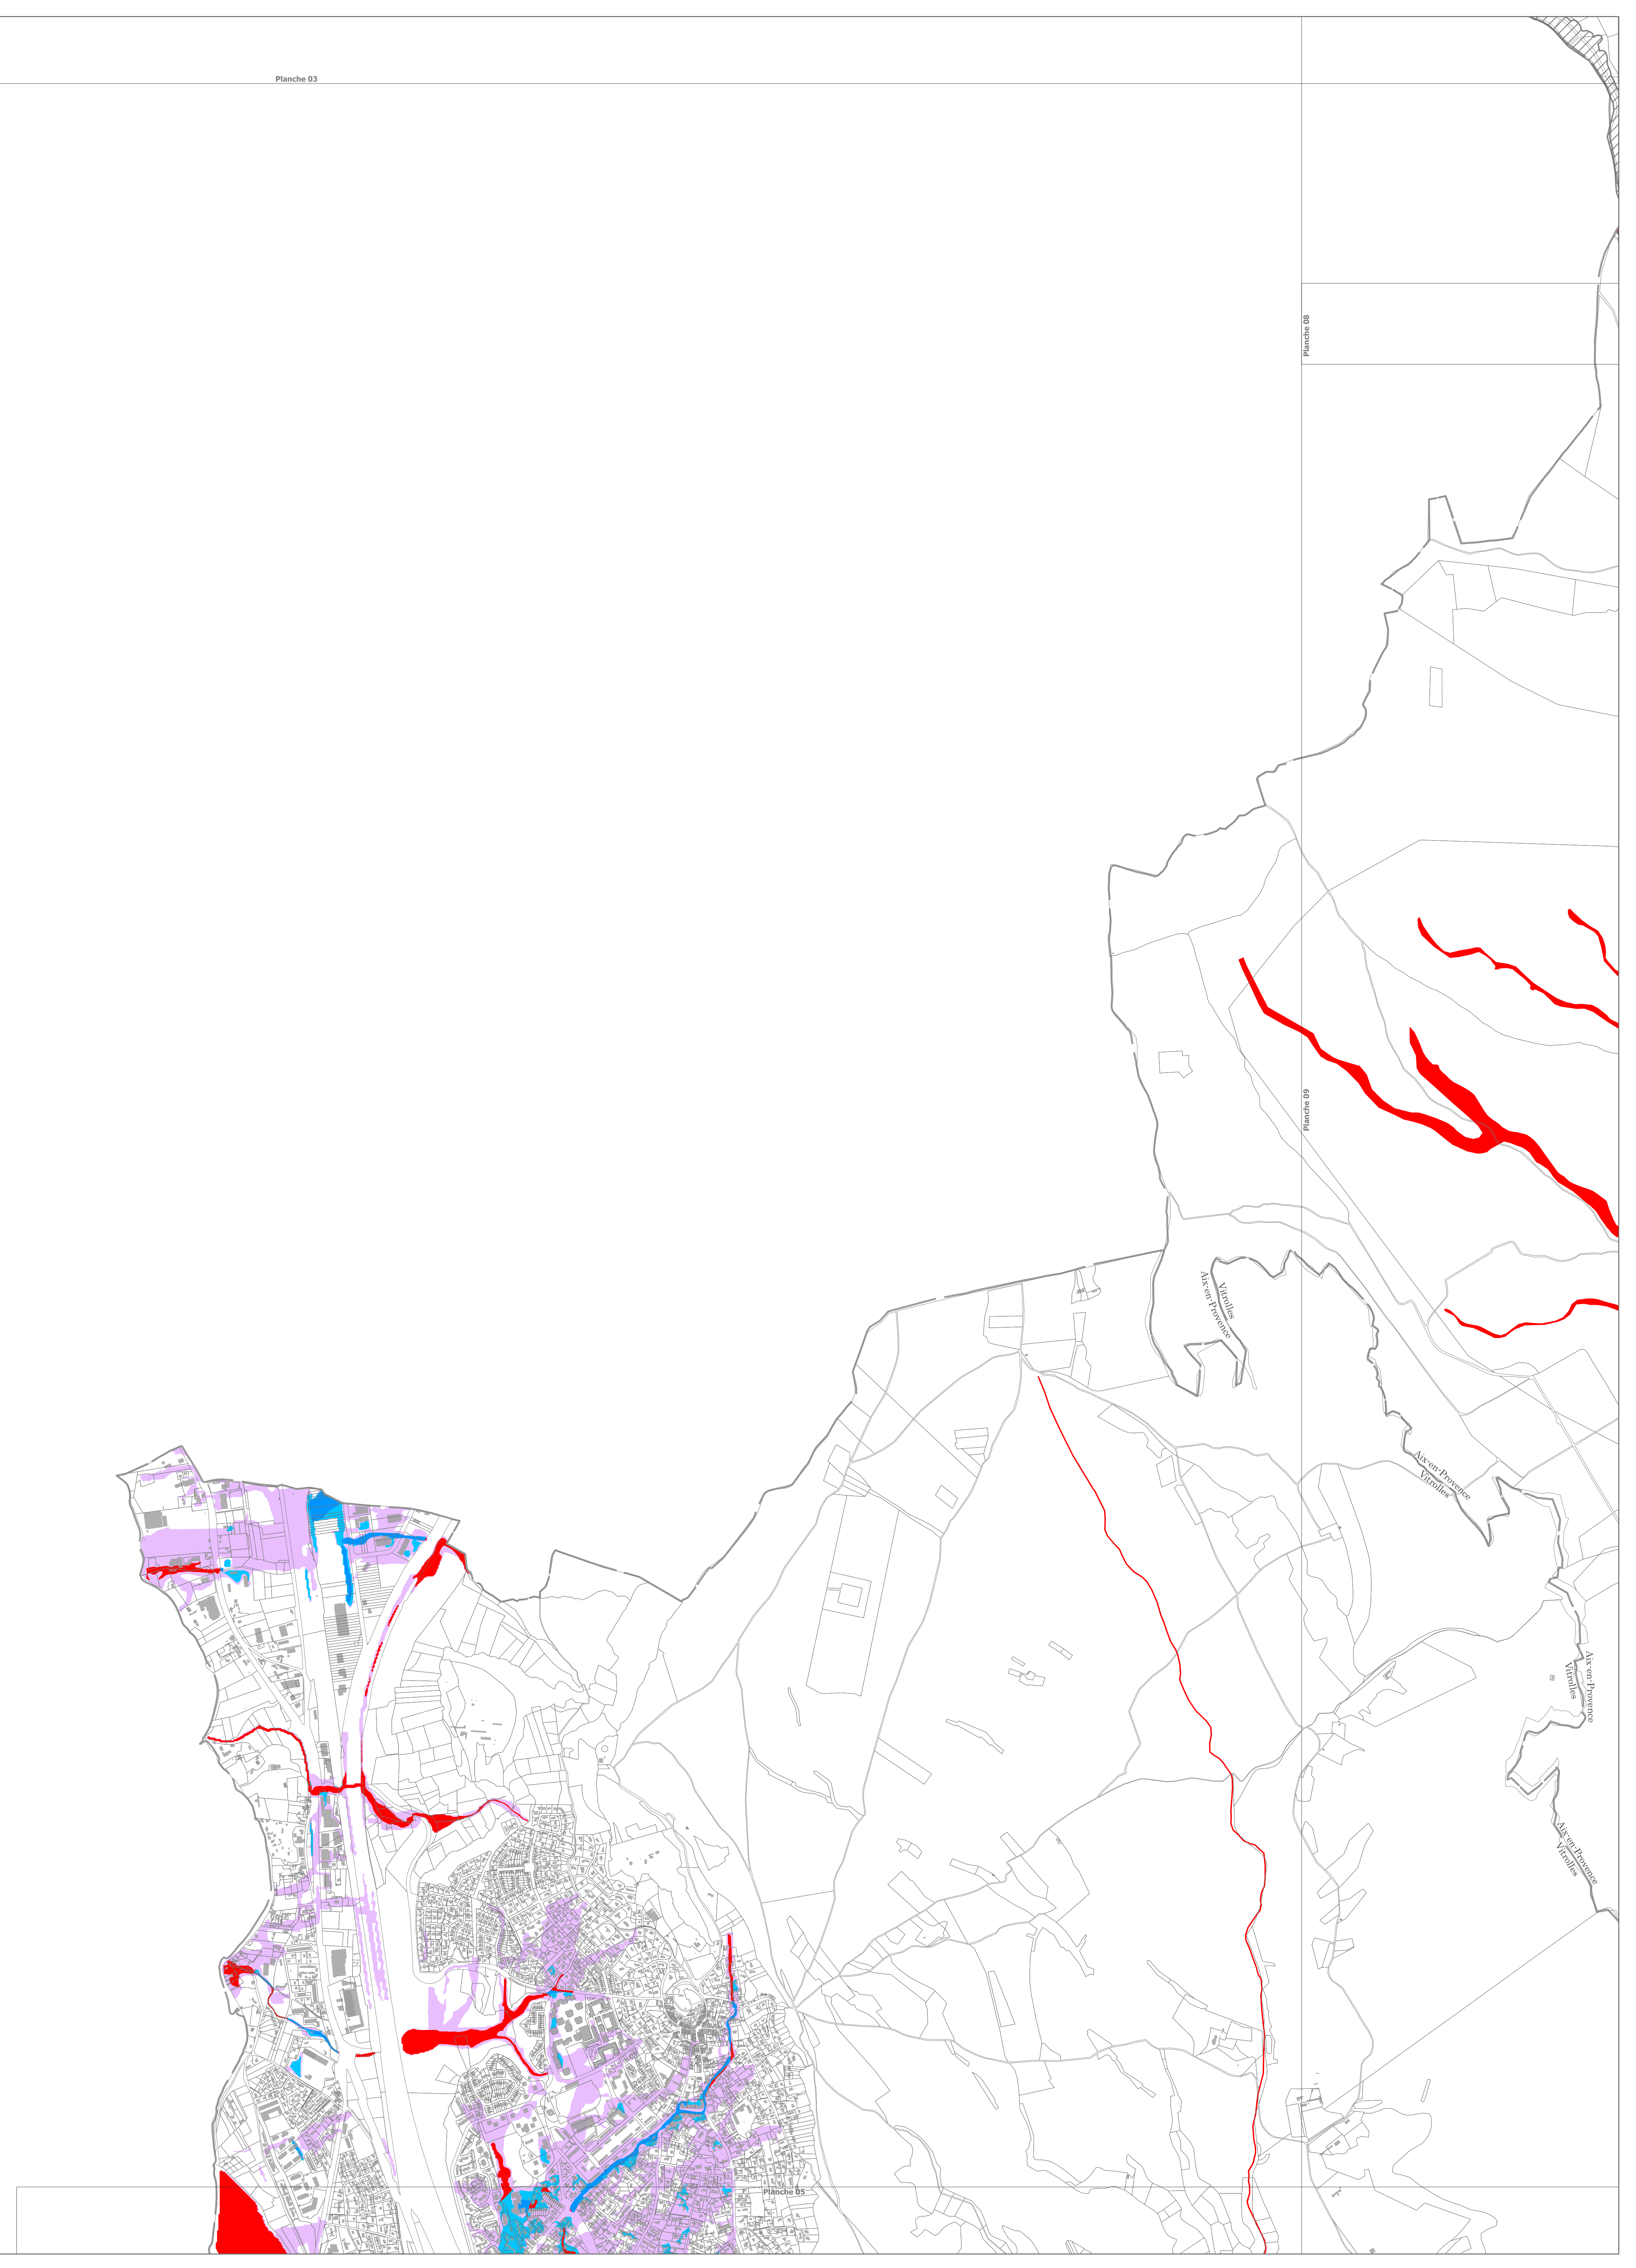 Planche 03
Planche 08
Planche 09
Vitrolles
Aix-en-Provence
Aix-en-Provence
Vitrolles
Aix-en-Provence
Vitrolles
Aix-en-Provence
Vitrolles
Planche 05